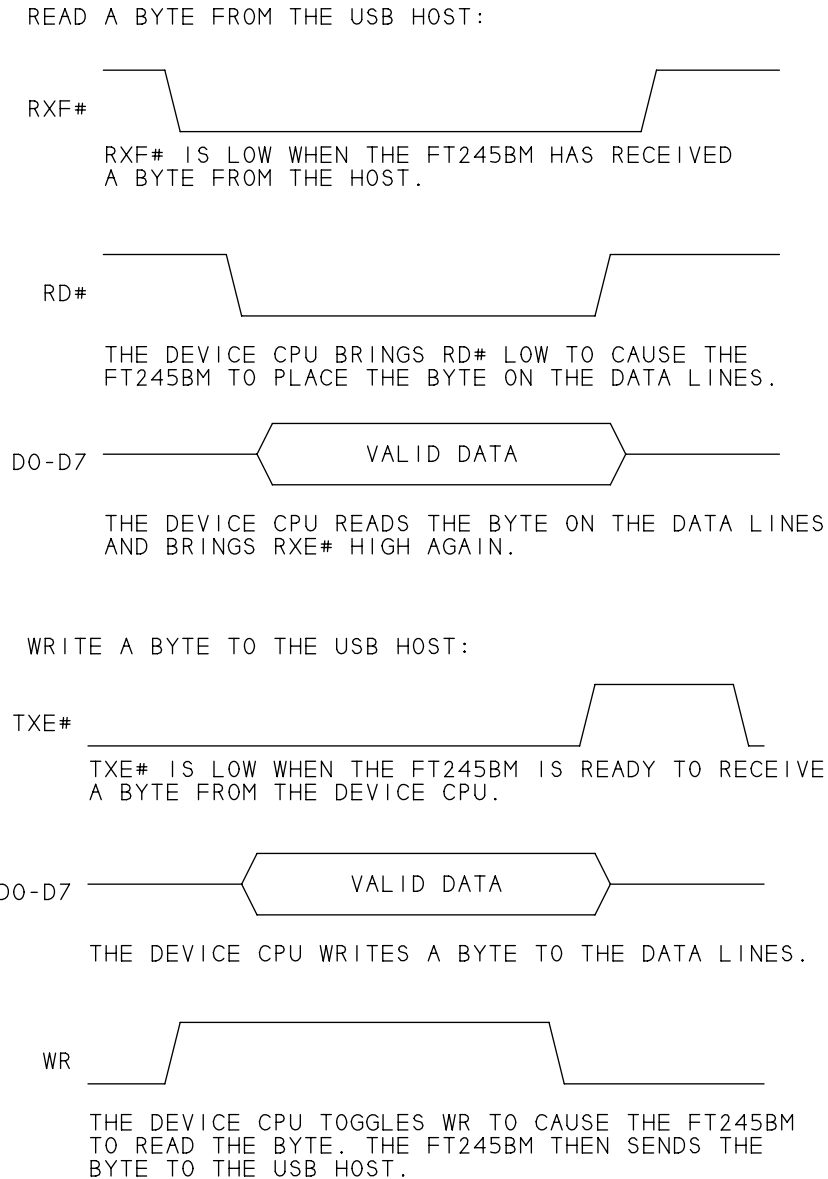 READ A BYTE FROM THE USB HOST:
RXF#
RXF# IS LOW WHEN THE FT245BM HAS RECEIVED
A BYTE FROM THE HOST.
RD#
THE DEVICE CPU BRINGS RD# LOW TO CAUSE THE
FT245BM TO PLACE THE BYTE ON THE DATA LINES.
D0-D7
VALID DATA
THE DEVICE CPU READS THE BYTE ON THE DATA LINES
AND BRINGS RXE# HIGH AGAIN.
WRITE A BYTE TO THE USB HOST:
TXE#
TXE# IS LOW WHEN THE FT245BM IS READY TO RECEIVE
A BYTE FROM THE DEVICE CPU.
D0-D7
VALID DATA
THE DEVICE CPU WRITES A BYTE TO THE DATA LINES.
WR
THE DEVICE CPU TOGGLES WR TO CAUSE THE FT245BM
TO READ THE BYTE. THE FT245BM THEN SENDS THE
BYTE TO THE USB HOST.